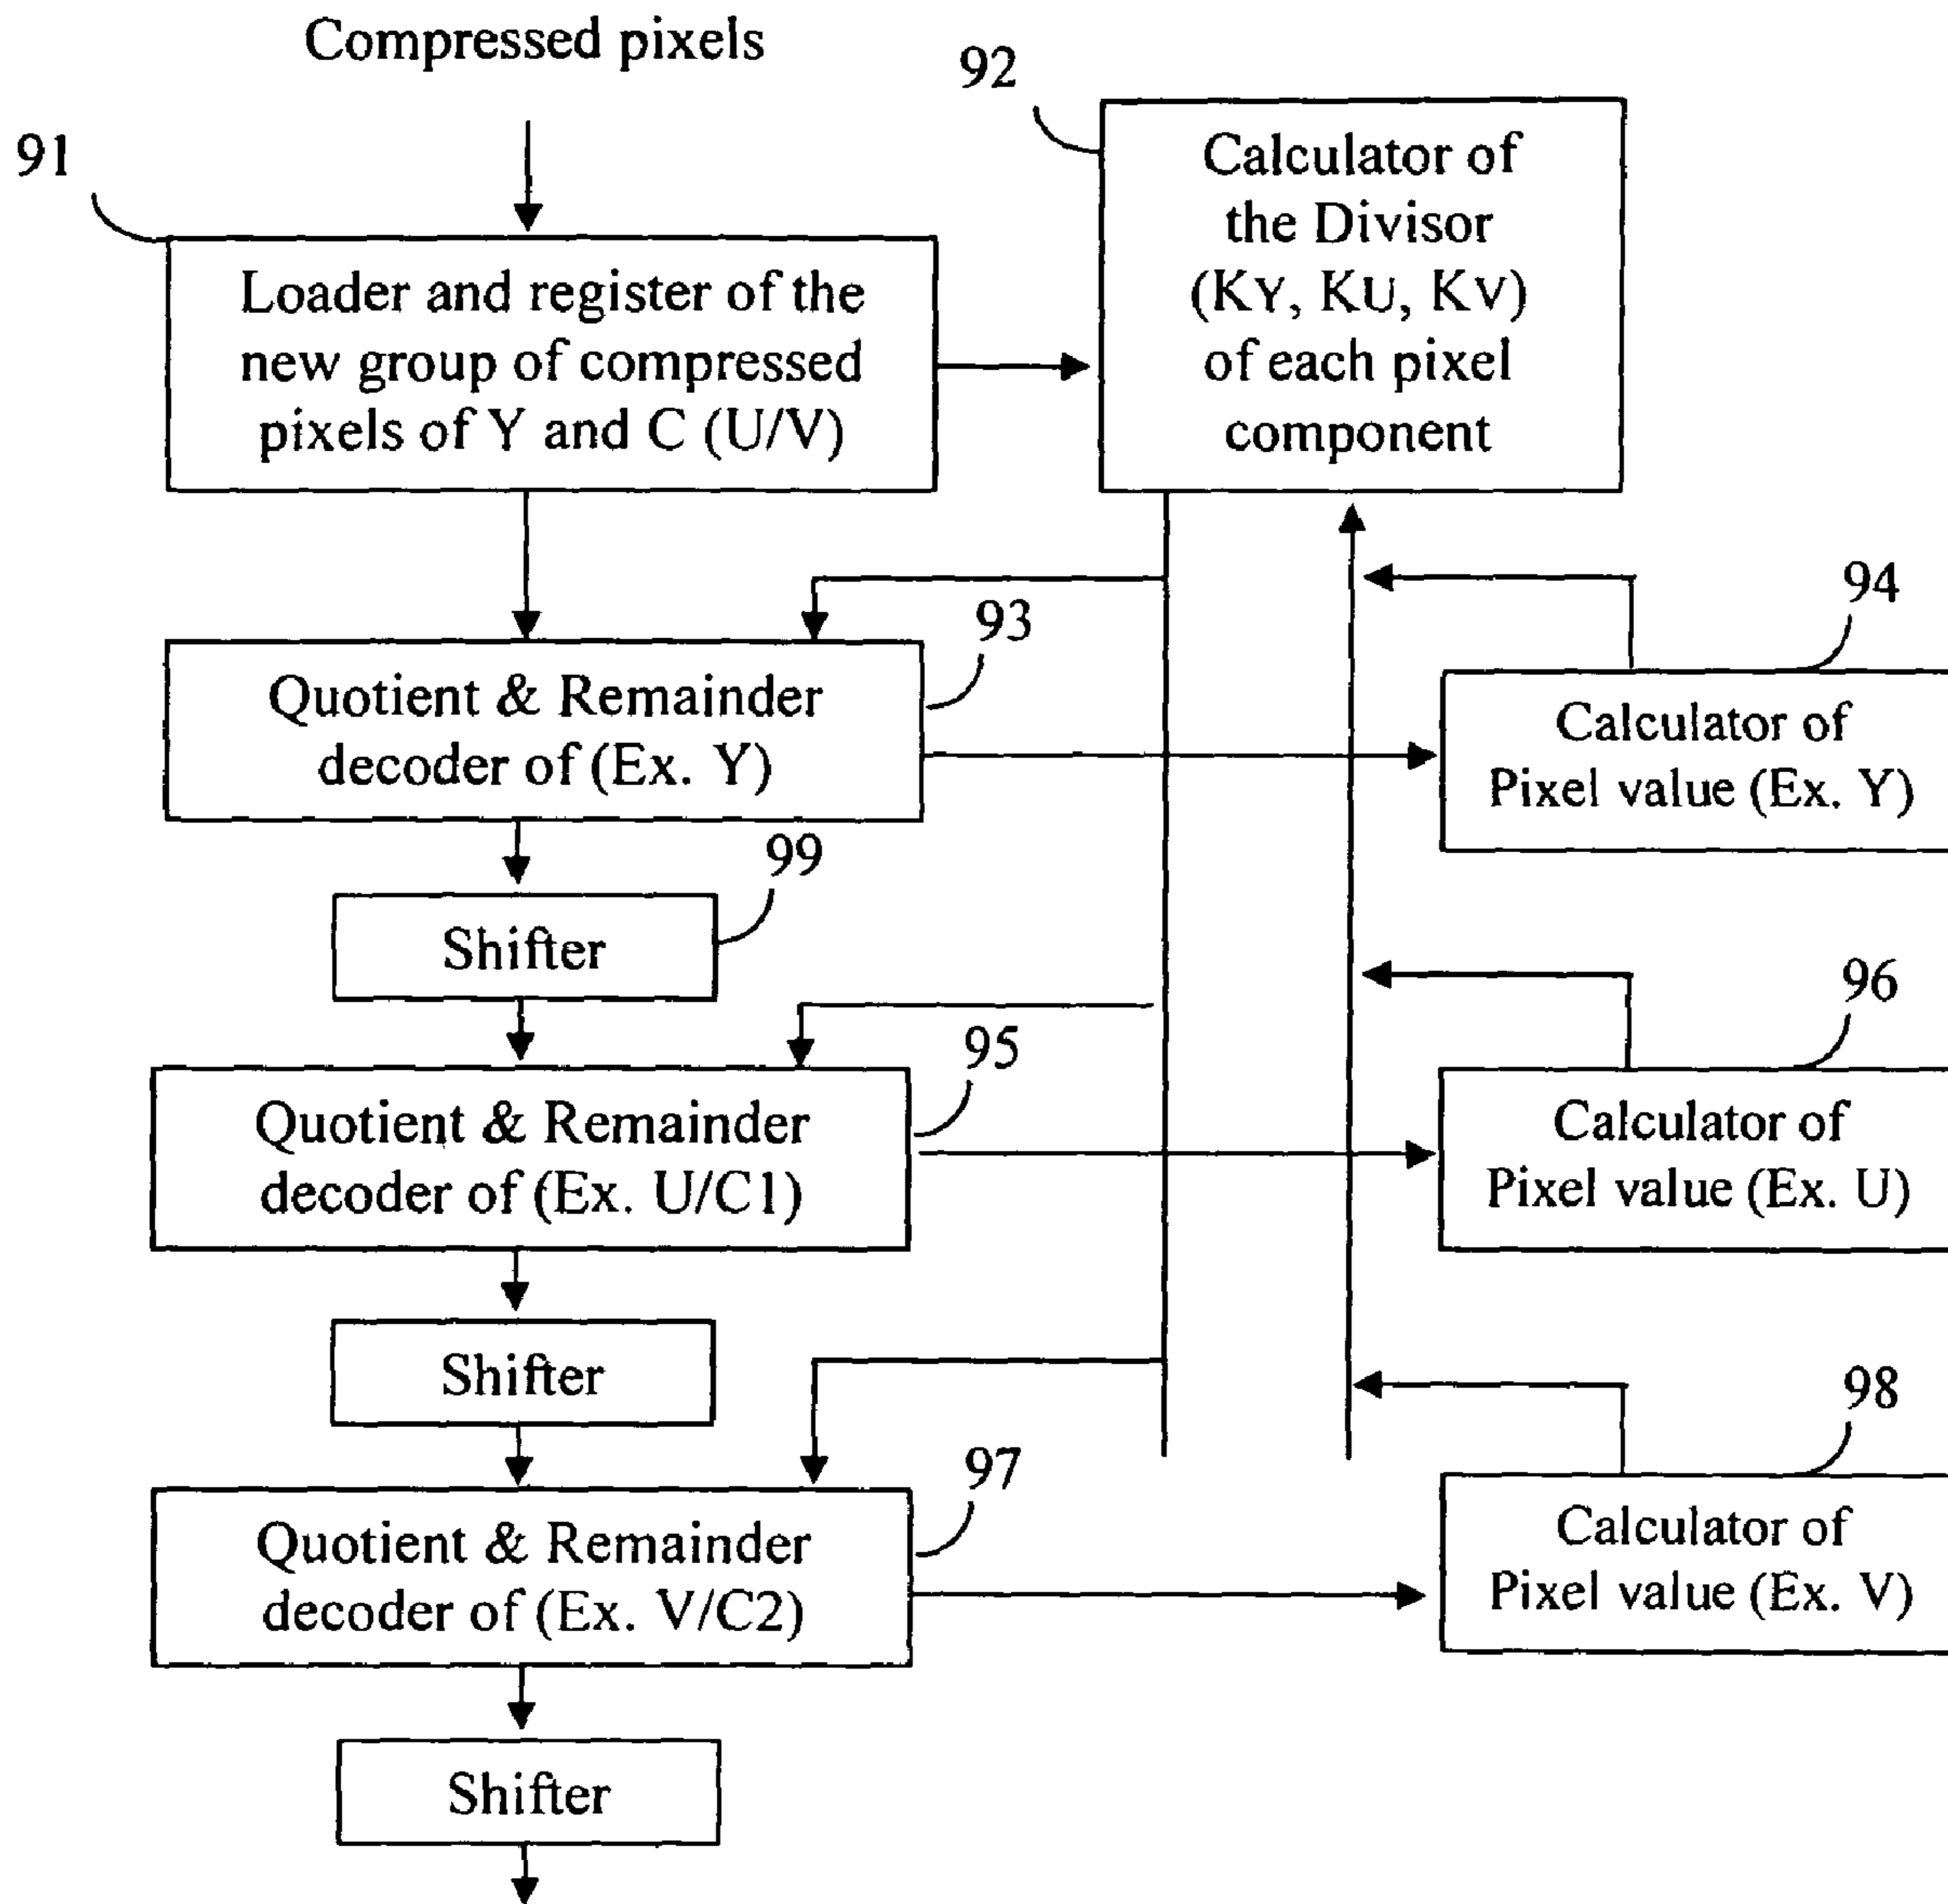 Compressed pixels
92
91
Calculator of
the Divisor
(KY, KU, KV)
of each pixel
component
Loader and register of the
new group of compressed
pixels of Y and C (U/V)
93
94
Quotient & Remainder
decoder of (Ex. Y)
Calculator of
Pixel value (Ex. Y)
99
Shifter
95
96
Quotient & Remainder
decoder of (Ex. U/C1)
Calculator of
Pixel value (Ex. U)
Shifter
97
98
Quotient & Remainder
decoder of (Ex. V/C2)
Calculator of
Pixel value (Ex. V)
Shifter